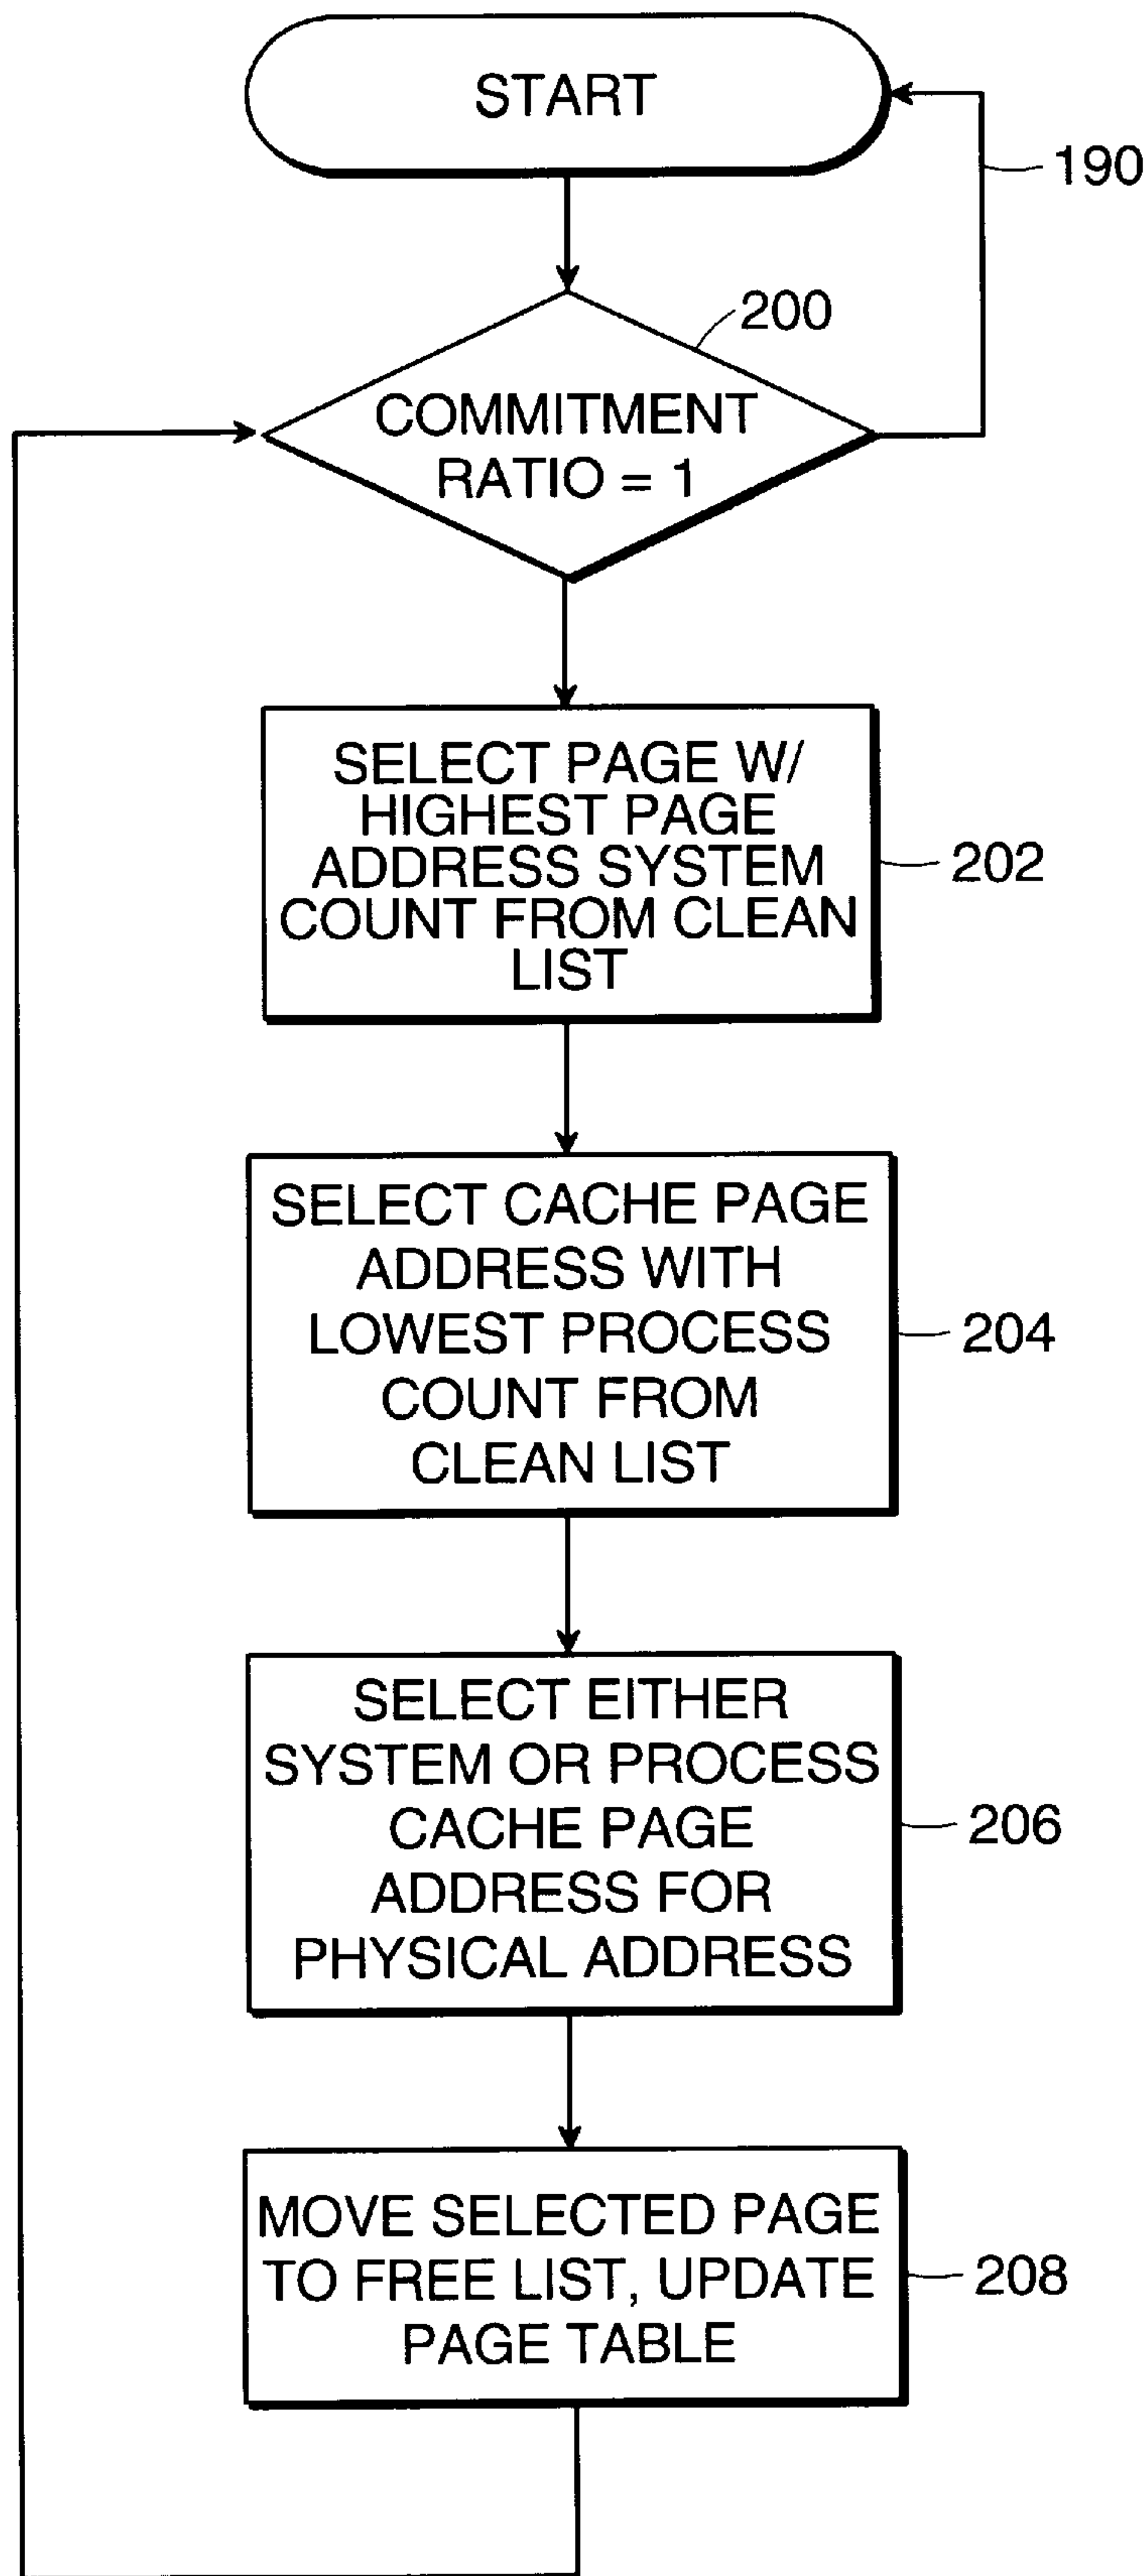 START
190
200
COMMITMENT
RATIO = 1
SELECT PAGE W/
HIGHEST PAGE
ADDRESS SYSTEM
COUNT FROM CLEAN
LIST
202
SELECT CACHE PAGE
ADDRESS WITH
LOWEST PROCESS
COUNT FROM
CLEAN LIST
204
SELECT EITHER
SYSTEM OR PROCESS
CACHE PAGE
ADDRESS FOR
PHYSICAL ADDRESS
206
MOVE SELECTED PAGE
TO FREE LIST, UPDATE
PAGE TABLE
208